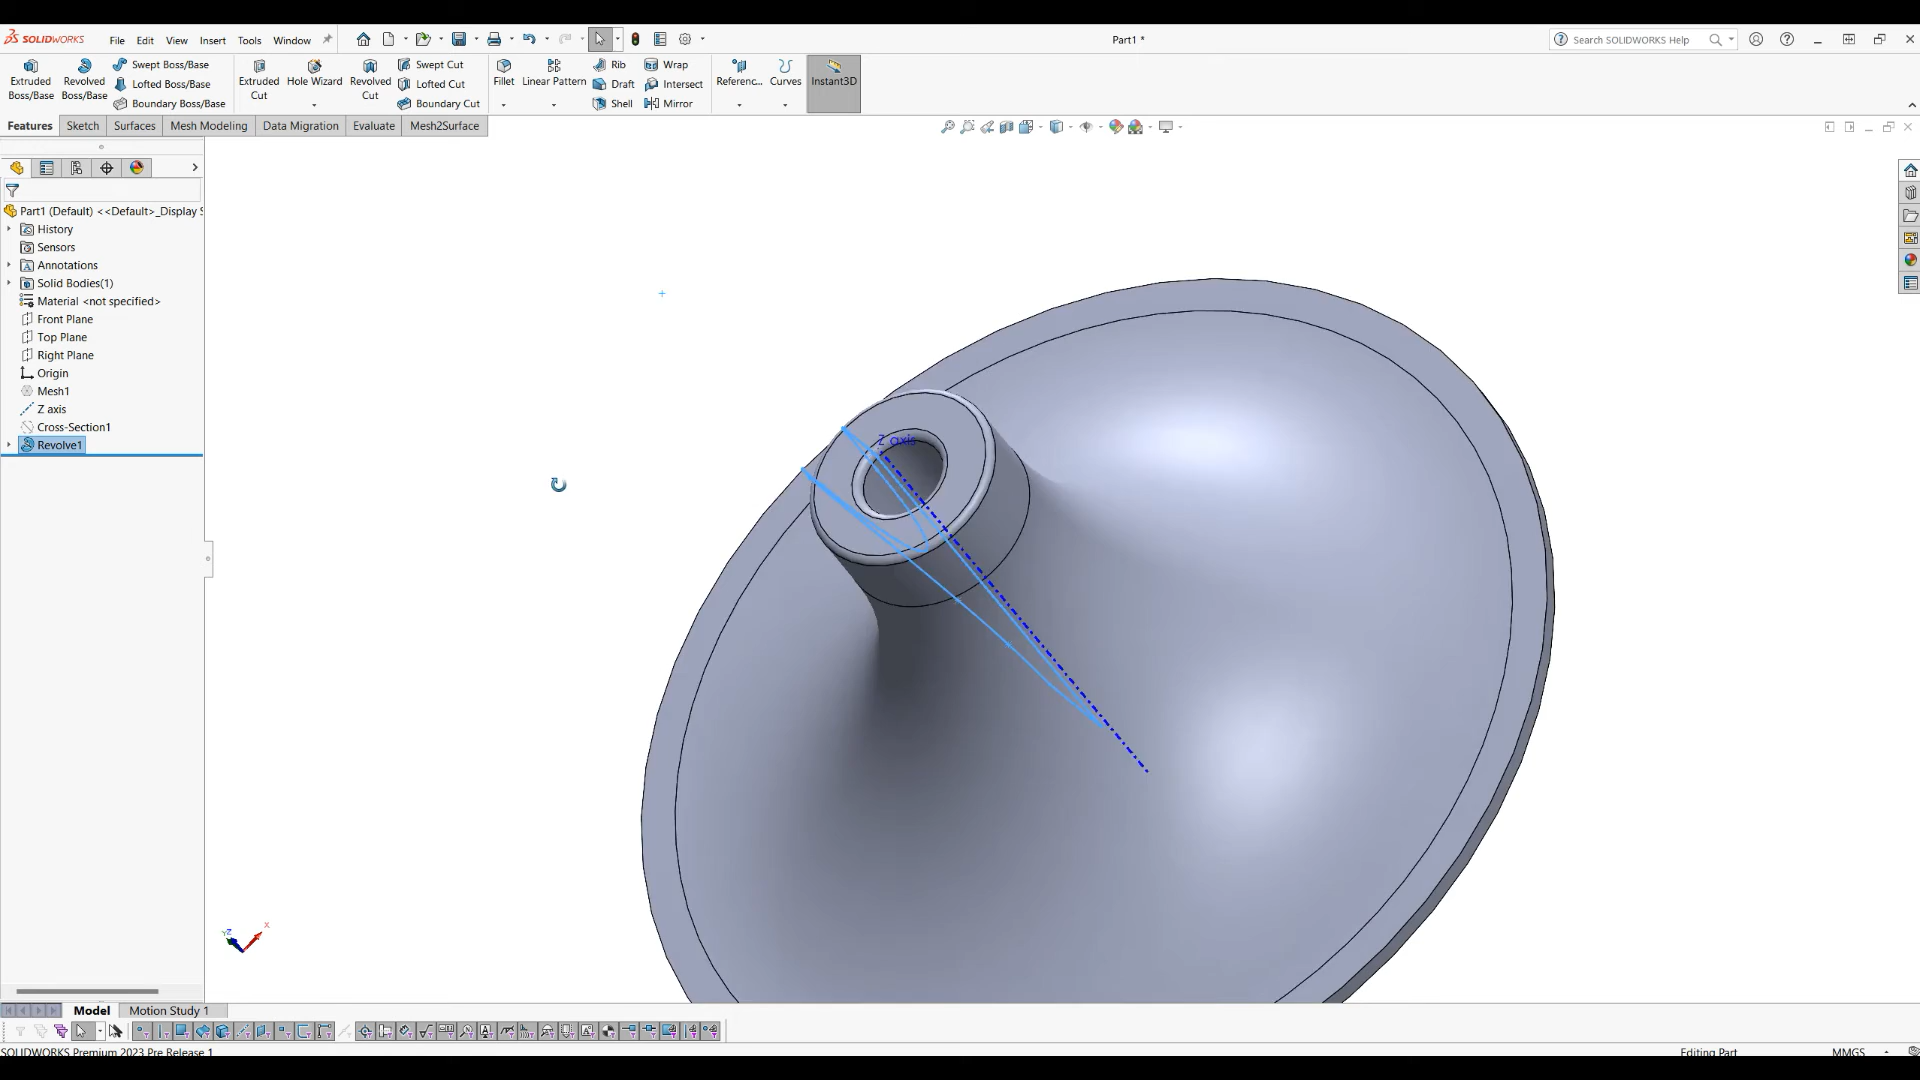 SOLIDWORKS File Edit View Insert Tools Window Part1 * Search SOLIDWORKS Help
Extruded Boss/Base
Revolved Boss/Base
Swept Boss/Base
Lofted Boss/Base
Boundary Boss/Base
Extruded Cut
Hole Wizard
Revolved Cut
Swept Cut
Lofted Cut
Boundary Cut
Fillet
Linear Pattern
Rib
Draft
Shell
Wrap
Intersect
Mirror
Referenc...
Curves
Instant3D
Features Sketch Surfaces Mesh Modeling Data Migration Evaluate Mesh2Surface
Part1 (Default) <<Default>_Display S
History
Sensors
Annotations
Solid Bodies(1)
Material <not specified>
Front Plane
Top Plane
Right Plane
Origin
Mesh1
Z axis
Cross-Section1
Revolve1
Z axis
X
Z
Model Motion Study 1
SOLIDWORKS Premium 2023 Pre Release 1 Editing Part MMGS